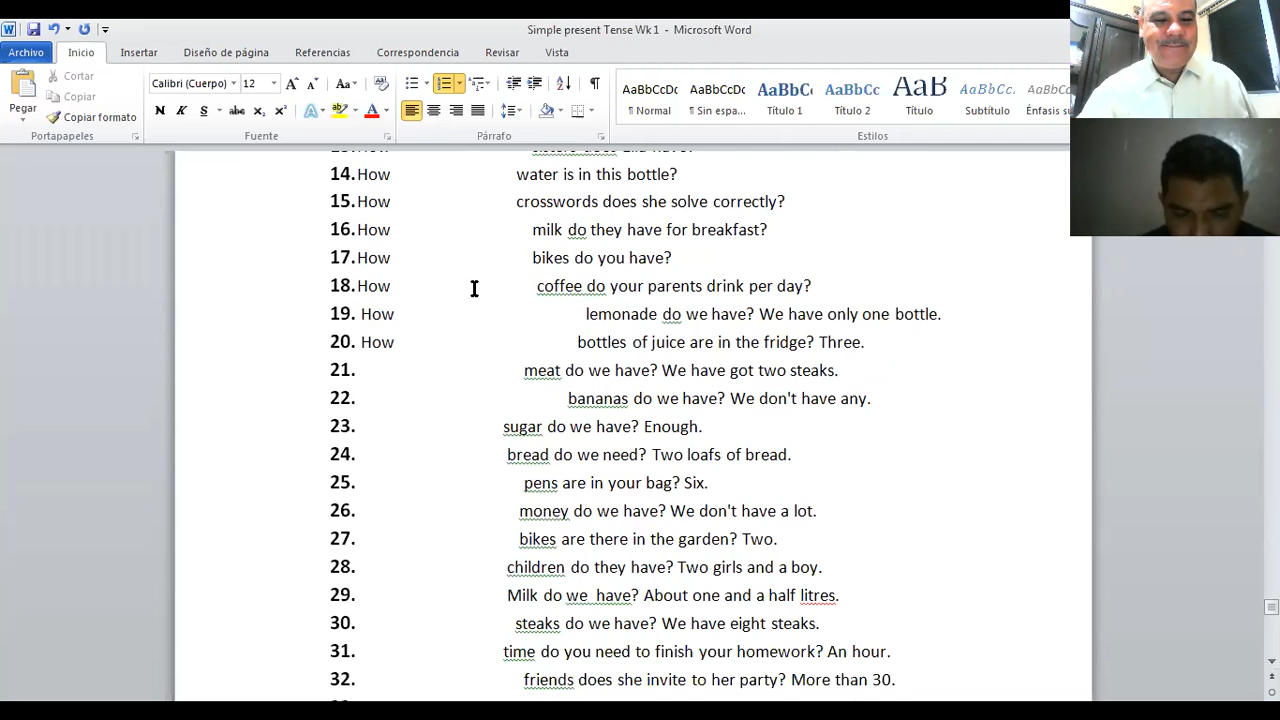 Simple present Tense Wk 1 - Microsoft Word
Archivo Inicio Insertar Diseño de página Referencias Correspondencia Revisar Vista
Pegar
Cortar
Copiar
Copiar formato
Portapapeles
Calibri (Cuerpo) 12
Fuente
Párrafo
AaBbCcDc AaBbCcDc AaBbC AaBbCc AaB AaBbCc. AaBbCcD
¶ Normal ¶ Sin espa... Título 1 Título 2 Título Subtítulo Énfasis su
Estilos
14. How water is in this bottle?
15. How crosswords does she solve correctly?
16. How milk do they have for breakfast?
17. How bikes do you have?
18. How coffee do your parents drink per day?
19. How lemonade do we have? We have only one bottle.
20. How bottles of juice are in the fridge? Three.
21. meat do we have? We have got two steaks.
22. bananas do we have? We don't have any.
23. sugar do we have? Enough.
24. bread do we need? Two loafs of bread.
25. pens are in your bag? Six.
26. money do we have? We don't have a lot.
27. bikes are there in the garden? Two.
28. children do they have? Two girls and a boy.
29. Milk do we have? About one and a half litres.
30. steaks do we have? We have eight steaks.
31. time do you need to finish your homework? An hour.
32. friends does she invite to her party? More than 30.